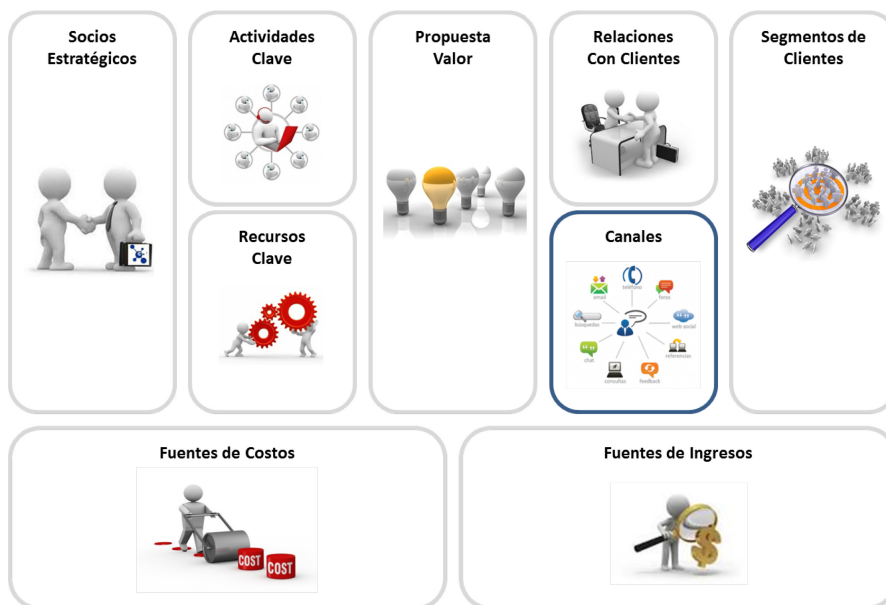 Socios
Estratégicos
Actividades
Clave
Propuesta
Valor
Relaciones
Con Clientes
Segmentos de
Clientes
Recursos
Clave
Canales
teléfono
email
foros
búsquedas
web social
chat
referencias
consultas
feedback
Fuentes de Costos
COST
COST
Fuentes de Ingresos
$